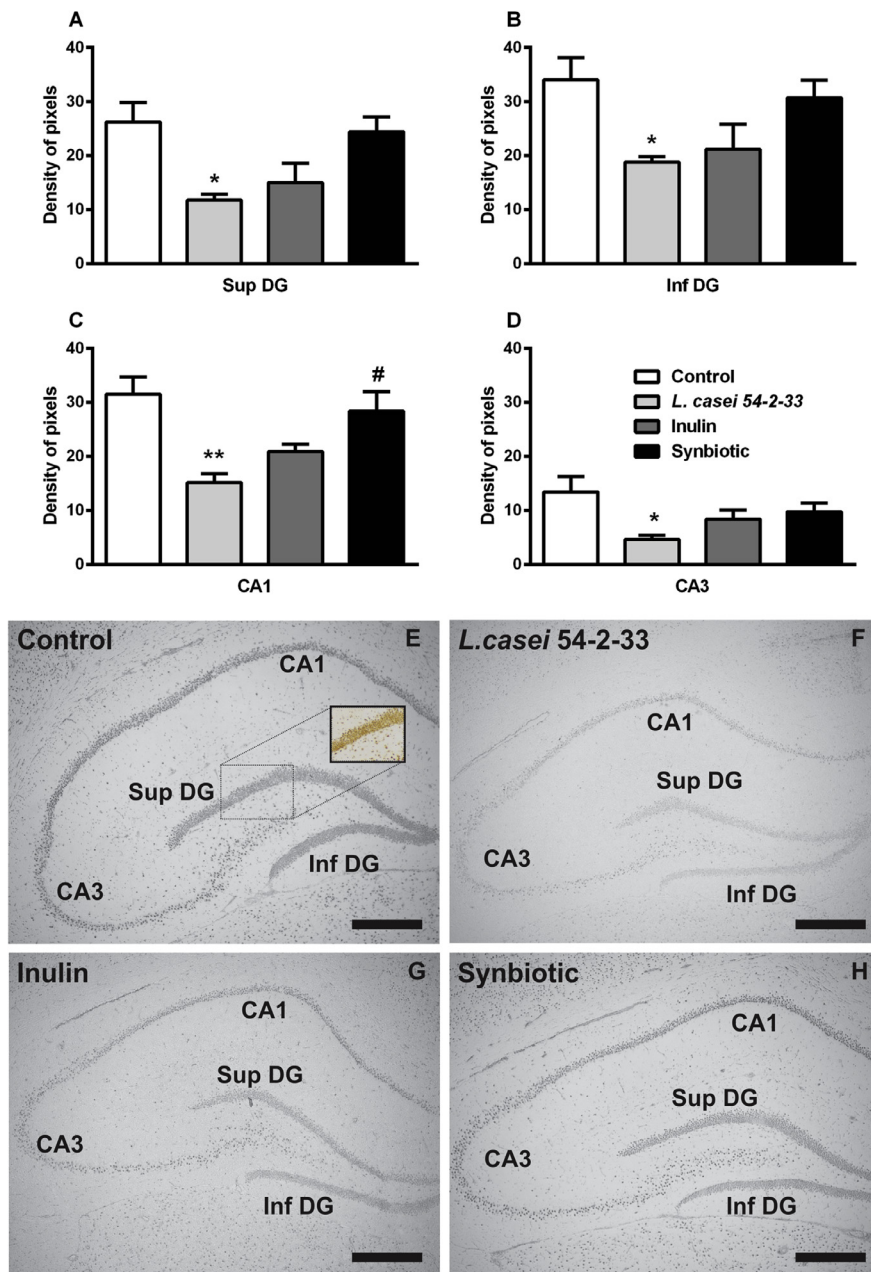 A
Density of pixels
40
30
20
10
0
*
Sup DG
B
Density of pixels
40
30
20
10
0
*
Inf DG
C
Density of pixels
40
30
20
10
0
**
#
CA1
D
Density of pixels
40
30
20
10
0
*
Control
L. casei 54-2-33
Inulin
Synbiotic
CA3
Control
E
CA1
Sup DG
Inf DG
CA3
L.casei 54-2-33
F
CA1
Sup DG
CA3
Inf DG
Inulin
G
CA1
Sup DG
CA3
Inf DG
Synbiotic
H
CA1
Sup DG
CA3
Inf DG